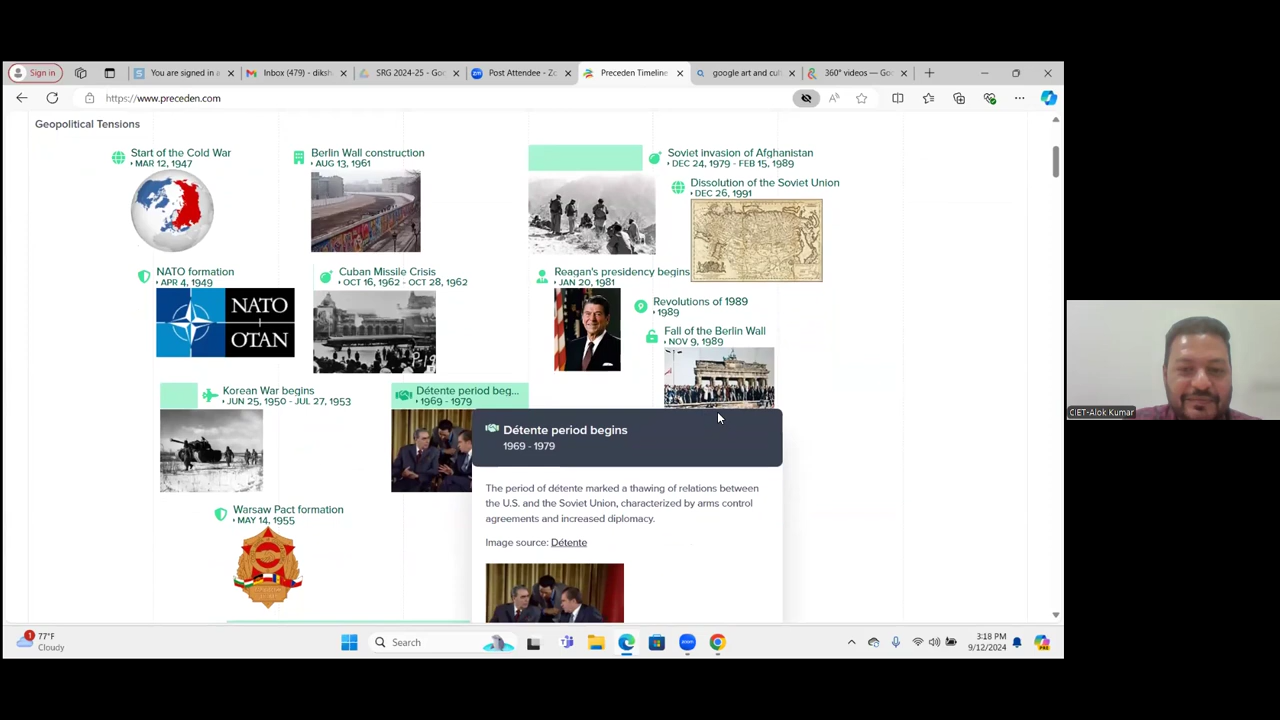 Sign in
You are signed in a
Inbox (479) - diksh
SRG 2024-25 - Goo
Post Attendee - Zo
Preceden Timeline
google art and cult
360° videos — Goo
https://www.preceden.com
Geopolitical Tensions
Start of the Cold War
MAR 12, 1947
Berlin Wall construction
AUG 13, 1961
Soviet invasion of Afghanistan
DEC 24, 1979 - FEB 15, 1989
Dissolution of the Soviet Union
DEC 26, 1991
NATO formation
APR 4, 1949
NATO
OTAN
Cuban Missile Crisis
OCT 16, 1962 - OCT 28, 1962
P-19
Reagan's presidency begins
JAN 20, 1981
Revolutions of 1989
1989
Fall of the Berlin Wall
NOV 9, 1989
Korean War begins
JUN 25, 1950 - JUL 27, 1953
Détente period beg...
1969 - 1979
Détente period begins
1969 - 1979
The period of détente marked a thawing of relations between
the U.S. and the Soviet Union, characterized by arms control
agreements and increased diplomacy.
Image source: Détente
Warsaw Pact formation
MAY 14, 1955
CIET-Alok Kumar
1
77°F
Cloudy
Search
3:18 PM
9/12/2024